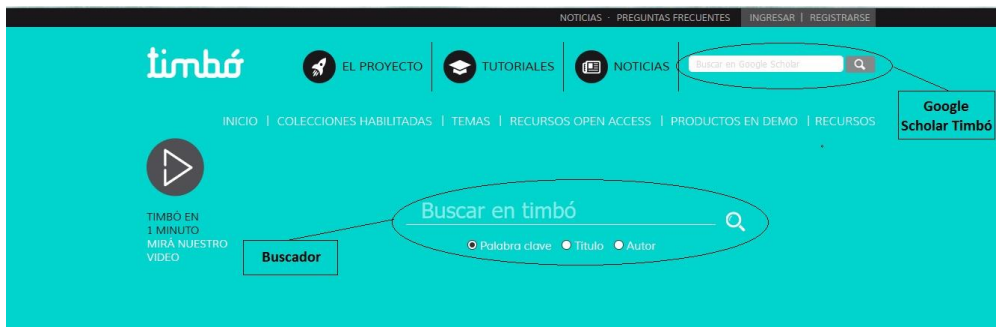 NOTICIAS · PREGUNTAS FRECUENTES INGRESAR | REGISTRARSE
timbó
EL PROYECTO
TUTORIALES
NOTICIAS
Buscar en Google Scholar
Google
Scholar Timbó
INICIO | COLECCIONES HABILITADAS | TEMAS | RECURSOS OPEN ACCESS | PRODUCTOS EN DEMO | RECURSOS
TIMBÓ EN
1 MINUTO
MIRÁ NUESTRO
VIDEO
Buscador
Buscar en timbó
Palabra clave Titulo Autor